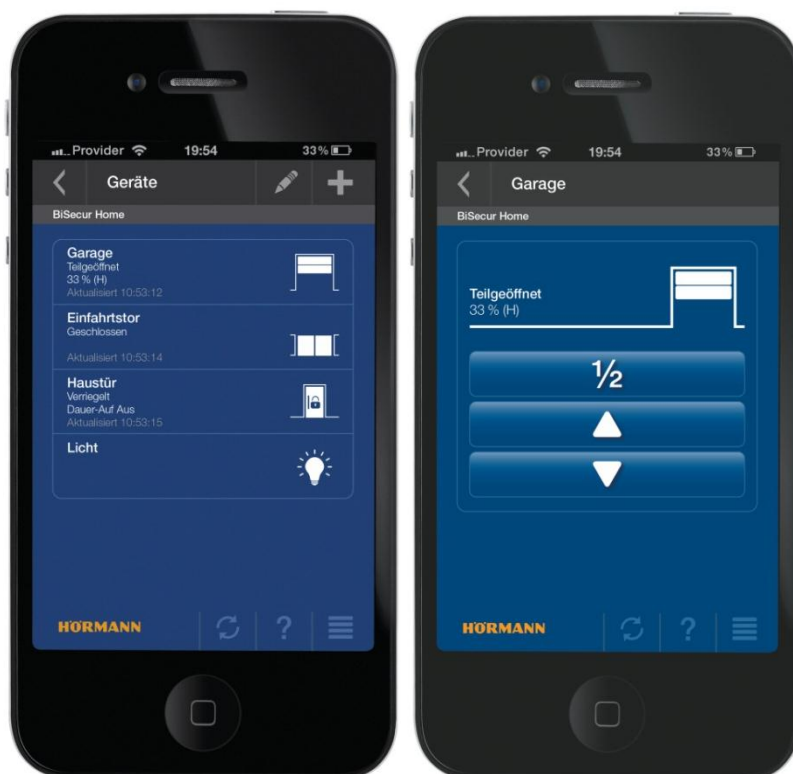 Provider 19:54 33%
Geräte
BiSecur Home
Garage
Teilgeöffnet
33 % (H)
Aktualisiert 10:53:12
Einfahrtstor
Geschlossen
Aktualisiert 10:53:14
Haustür
Verriegelt
Dauer-Auf Aus
Aktualisiert 10:53:15
Licht
HÖRMANN
?
Provider 19:54 33%
Garage
BiSecur Home
Teilgeöffnet
33 % (H)
½
HÖRMANN
?